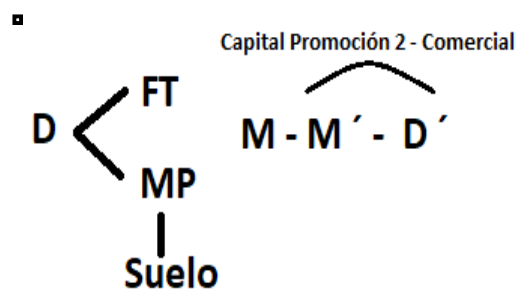 Capital Promoción 2 - Comercial
FT
D
M - M ´ - D ´
MP
Suelo